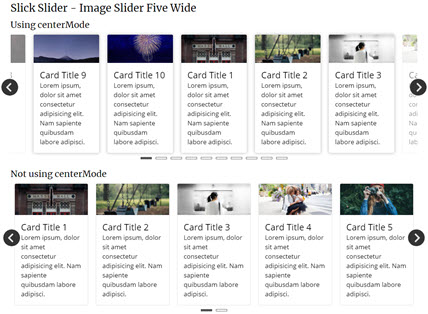 Slick Slider - Image Slider Five Wide
Using centerMode
Card Title 9
Lorem ipsum,
dolor sit amet
consectetur
adipisicing elit.
Nam sapiente
quibusdam
labore adipisci.
Card Title 10
Lorem ipsum,
dolor sit amet
consectetur
adipisicing elit.
Nam sapiente
quibusdam
labore adipisci.
Card Title 1
Lorem ipsum,
dolor sit amet
consectetur
adipisicing elit.
Nam sapiente
quibusdam
labore adipisci.
Card Title 2
Lorem ipsum,
dolor sit amet
consectetur
adipisicing elit.
Nam sapiente
quibusdam
labore adipisci.
Card Title 3
Lorem ipsum,
dolor sit amet
consectetur
adipisicing elit.
Nam sapiente
quibusdam
labore adipisci.
Not using centerMode
Card Title 1
Lorem ipsum, dolor
sit amet
consectetur
adipisicing elit. Nam
sapiente quibusdam
labore adipisci.
Card Title 2
Lorem ipsum, dolor
sit amet
consectetur
adipisicing elit. Nam
sapiente quibusdam
labore adipisci.
Card Title 3
Lorem ipsum, dolor
sit amet
consectetur
adipisicing elit. Nam
sapiente quibusdam
labore adipisci.
Card Title 4
Lorem ipsum, dolor
sit amet
consectetur
adipisicing elit. Nam
sapiente quibusdam
labore adipisci.
Card Title 5
Lorem ipsum, dolor
sit amet
consectetur
adipisicing elit. Nam
sapiente quibusdam
labore adipisci.